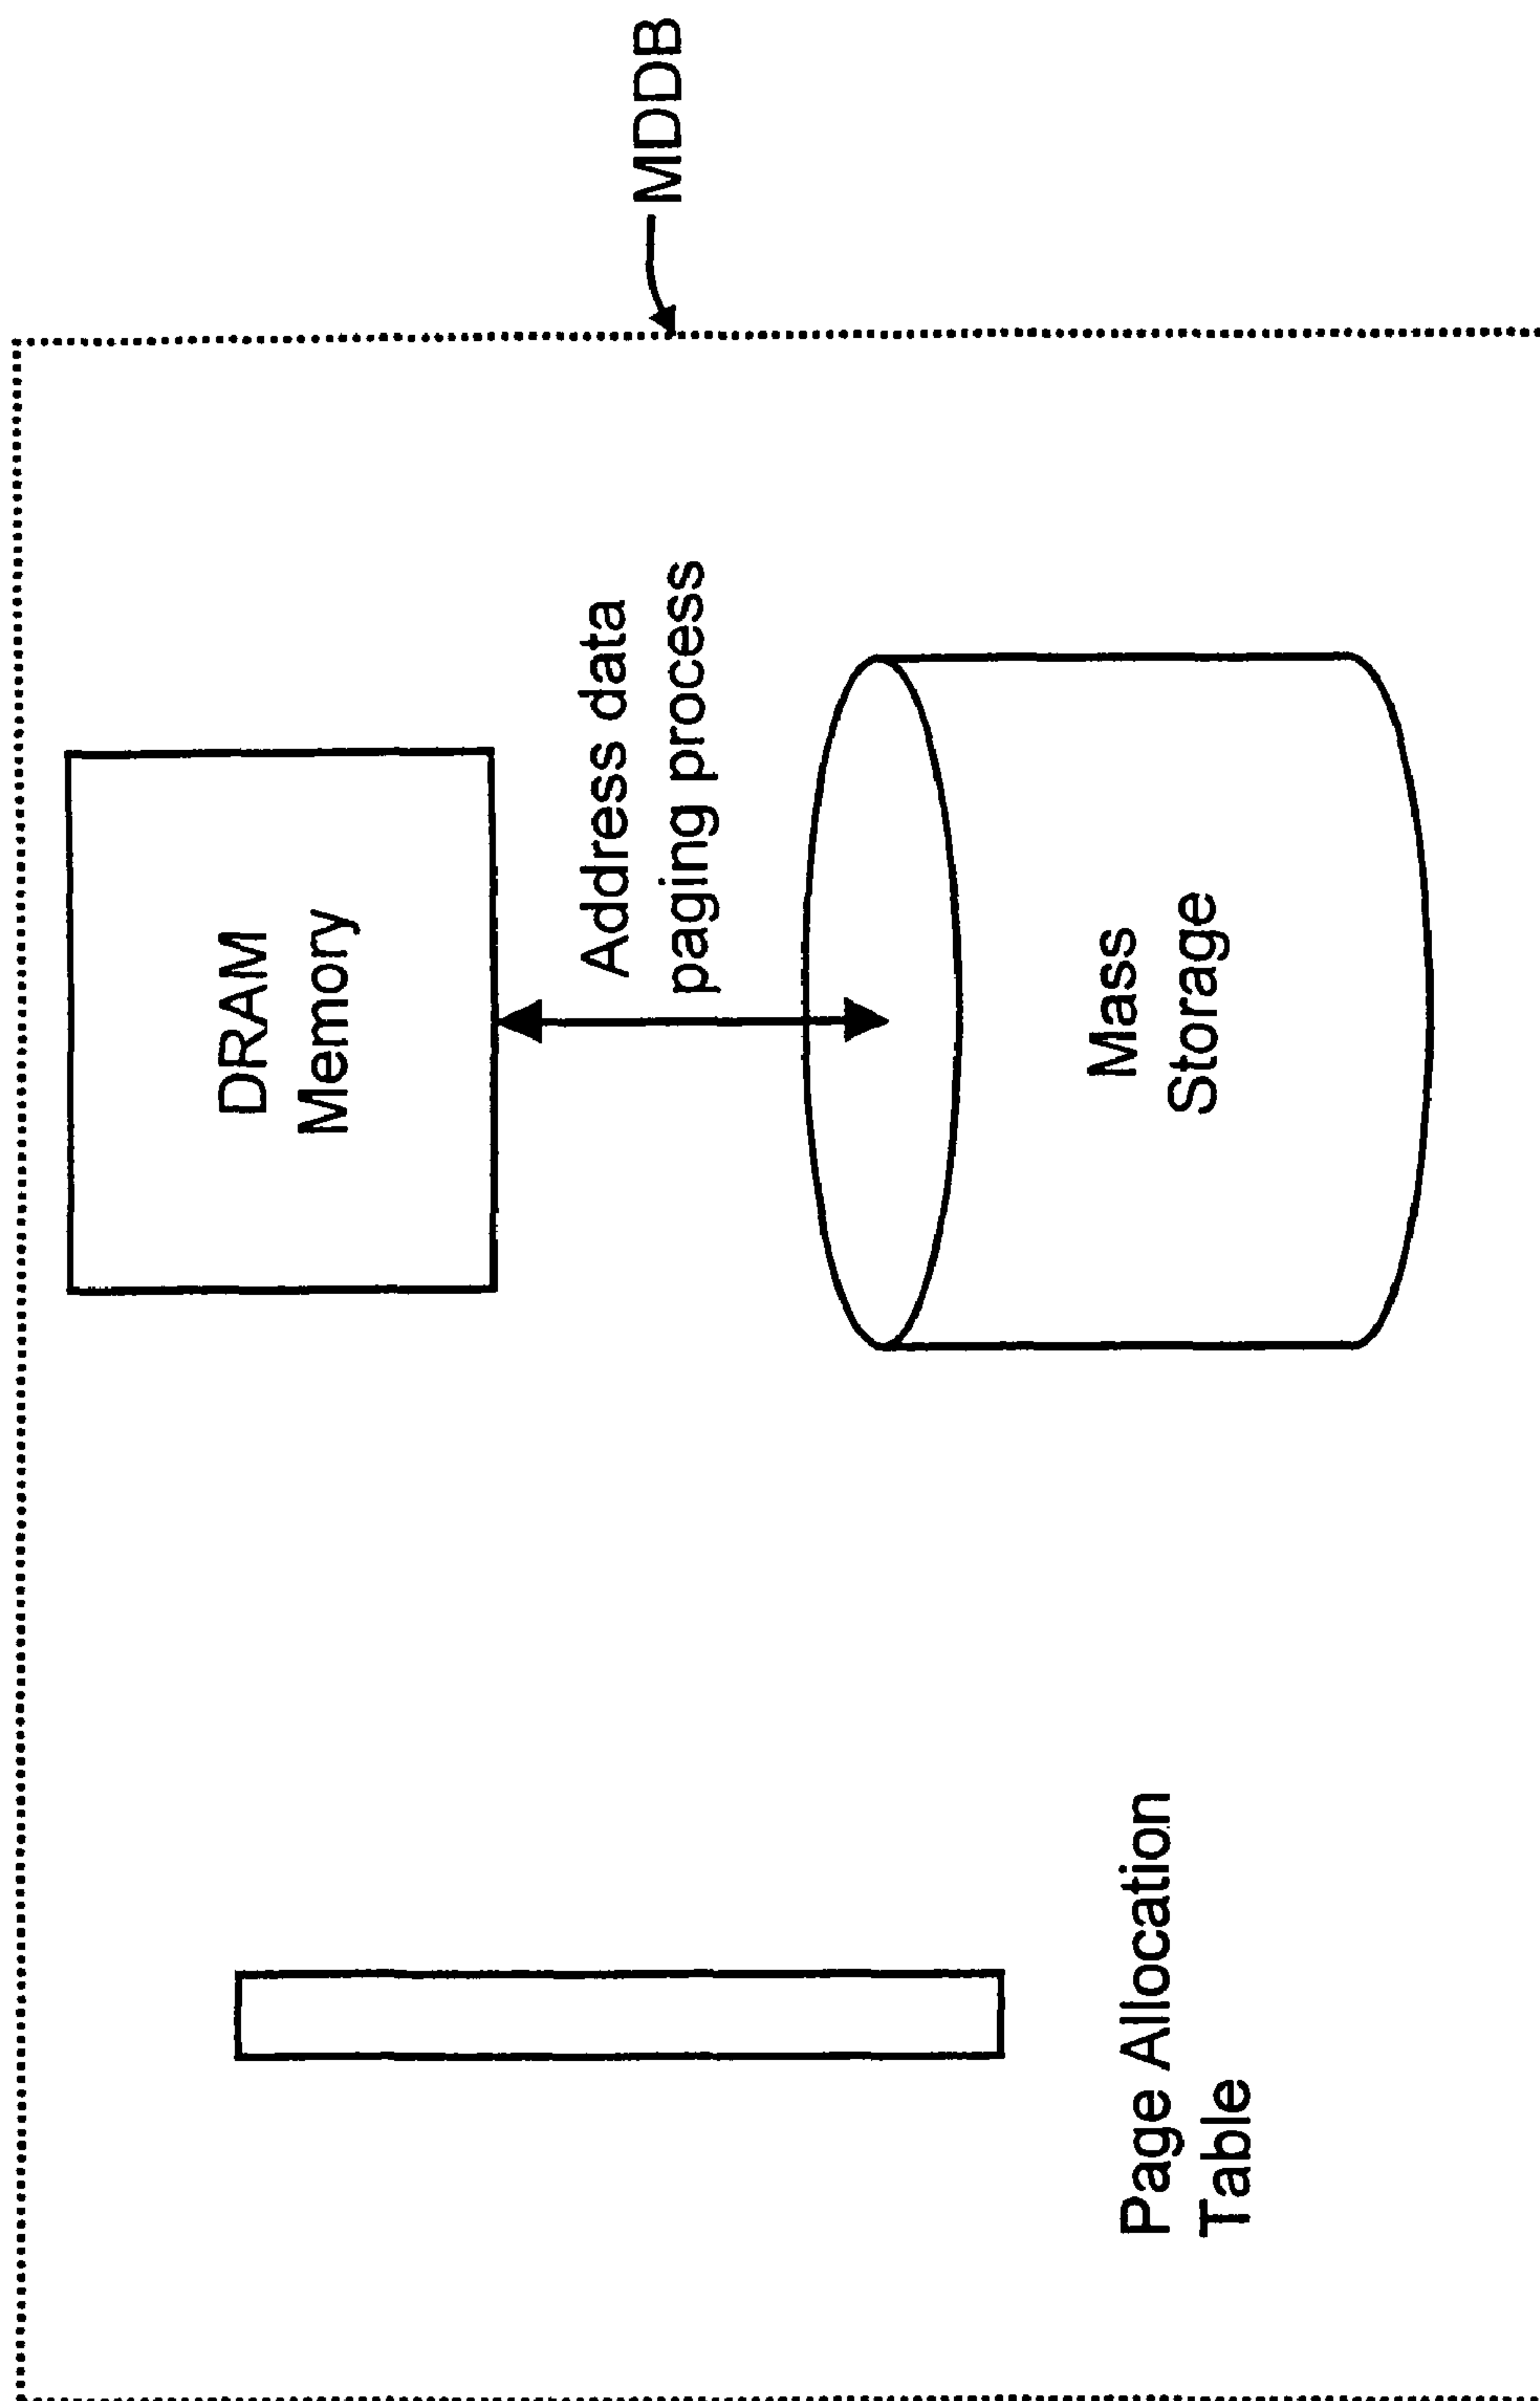 MDDB
DRAM
Memory
Address data
paging process
Mass
Storage
Page Allocation
Table